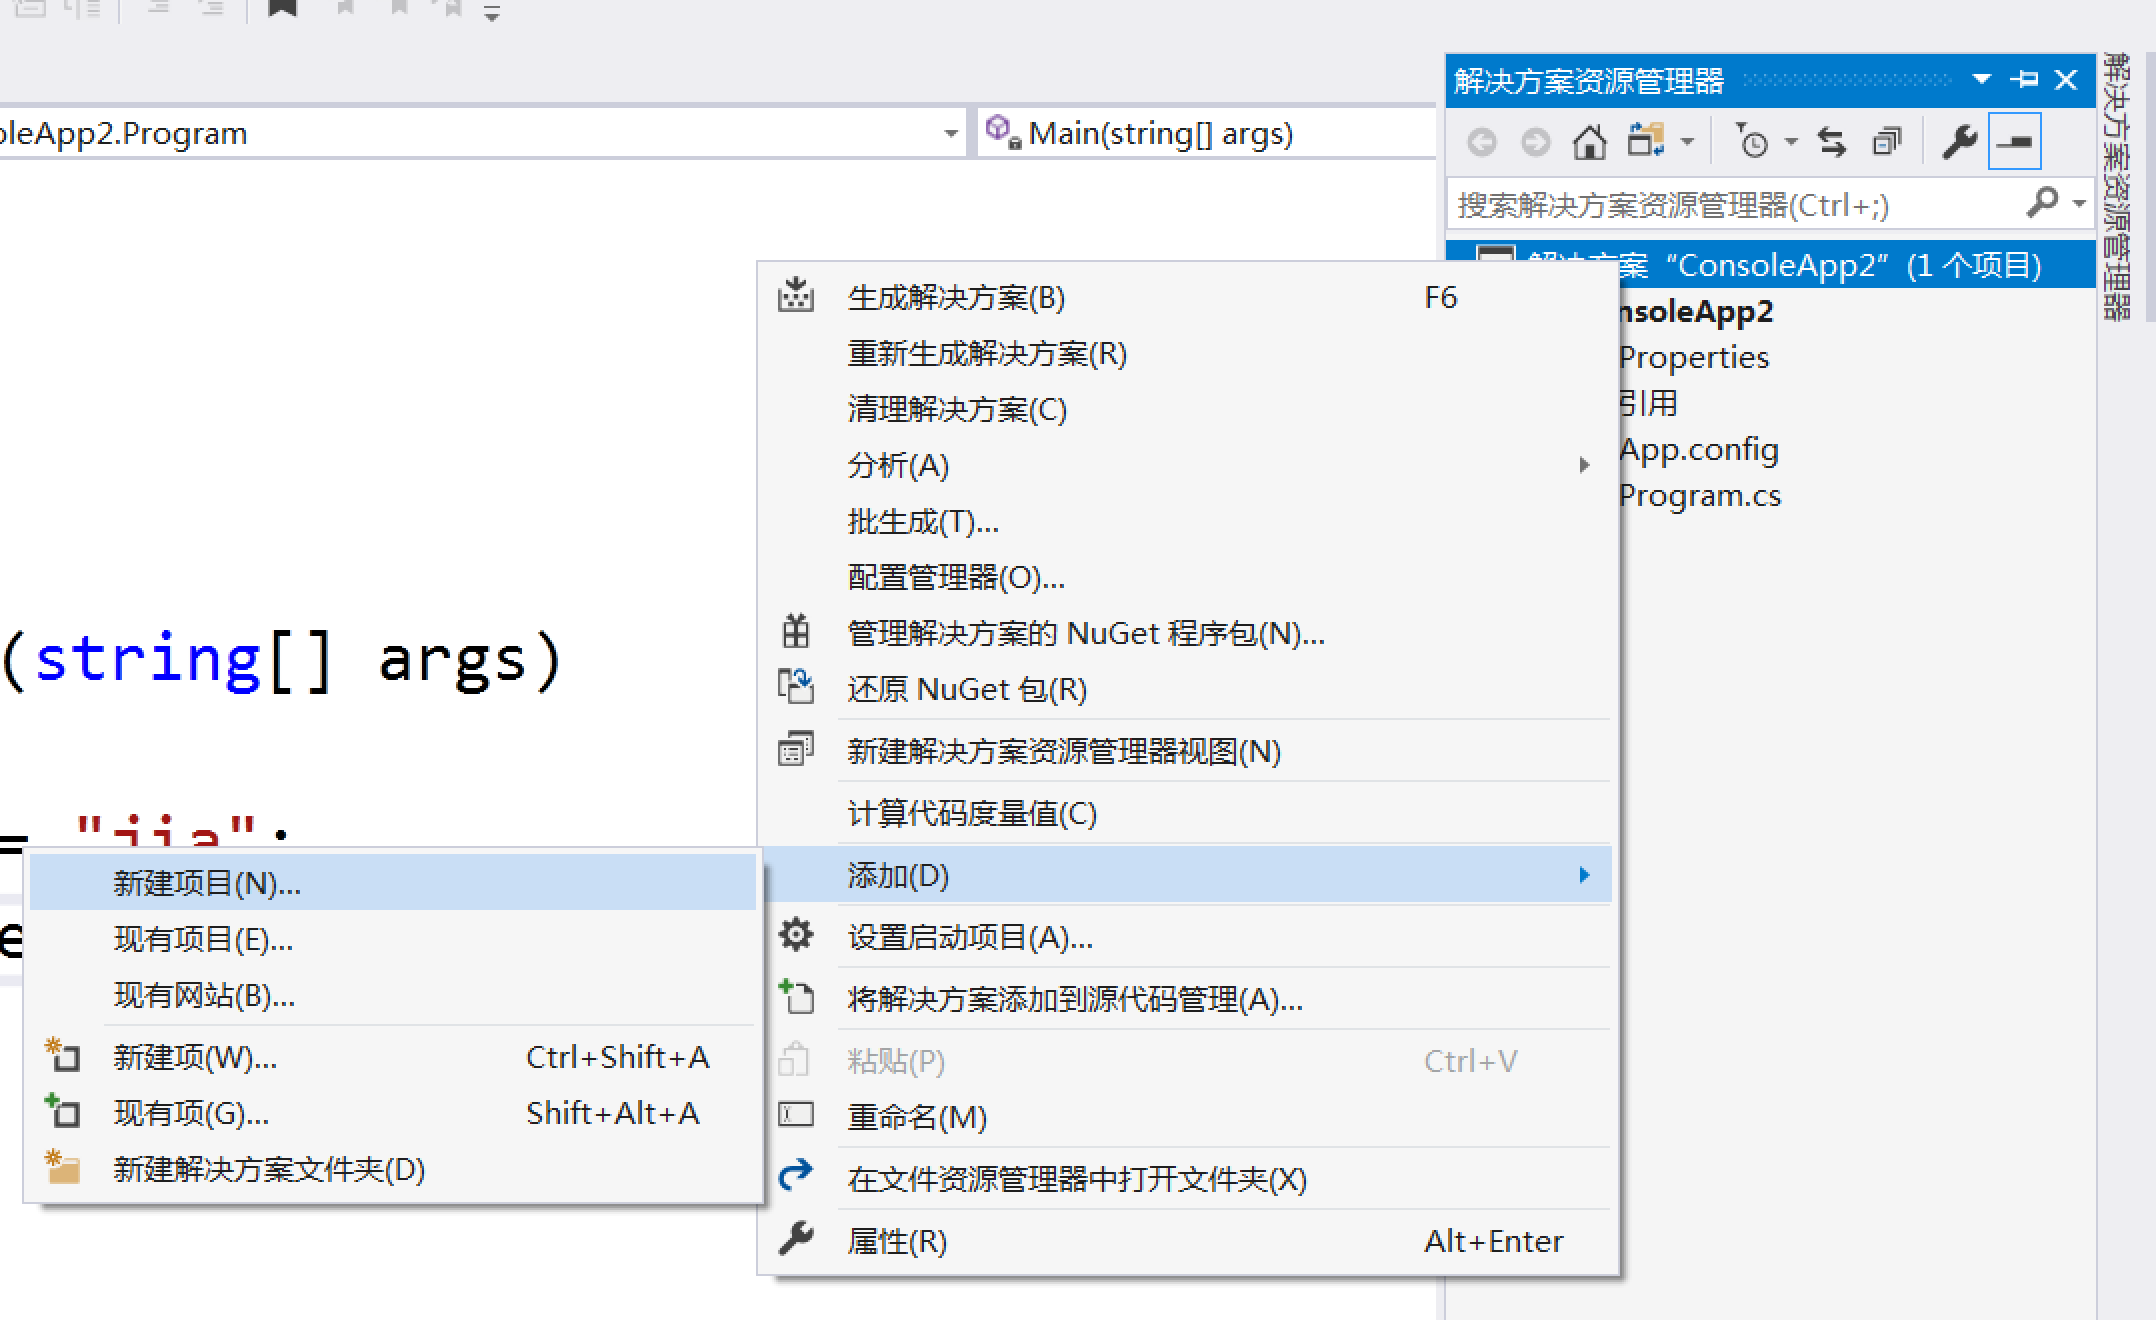 oleApp2.Program
Main(string[] args)
(string[] args)
= "jia";
e
解决方案资源管理器
搜索解决方案资源管理器(Ctrl+;)
解决方案 "ConsoleApp2" (1 个项目)
nsoleApp2
Properties
引用
App.config
Program.cs
解决方案资源管理器
生成解决方案(B) F6
重新生成解决方案(R)
清理解决方案(C)
分析(A)
批生成(T)...
配置管理器(O)...
管理解决方案的 NuGet 程序包(N)...
还原 NuGet 包(R)
新建解决方案资源管理器视图(N)
计算代码度量值(C)
添加(D)
设置启动项目(A)...
将解决方案添加到源代码管理(A)...
粘贴(P) Ctrl+V
重命名(M)
在文件资源管理器中打开文件夹(X)
属性(R) Alt+Enter
新建项目(N)...
现有项目(E)...
现有网站(B)...
新建项(W)... Ctrl+Shift+A
现有项(G)... Shift+Alt+A
新建解决方案文件夹(D)